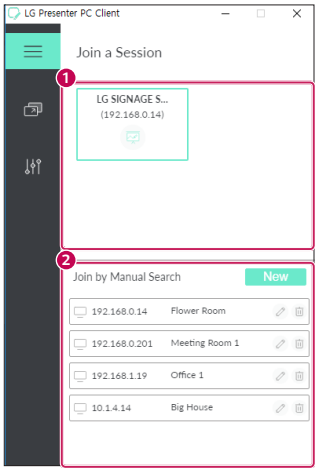 LG Presenter PC Client
Join a Session
1
LG SIGNAGE S...
(192.168.0.14)
2
Join by Manual Search
New
192.168.0.14 Flower Room
192.168.0.201 Meeting Room 1
192.168.1.19 Office 1
10.1.4.14 Big House